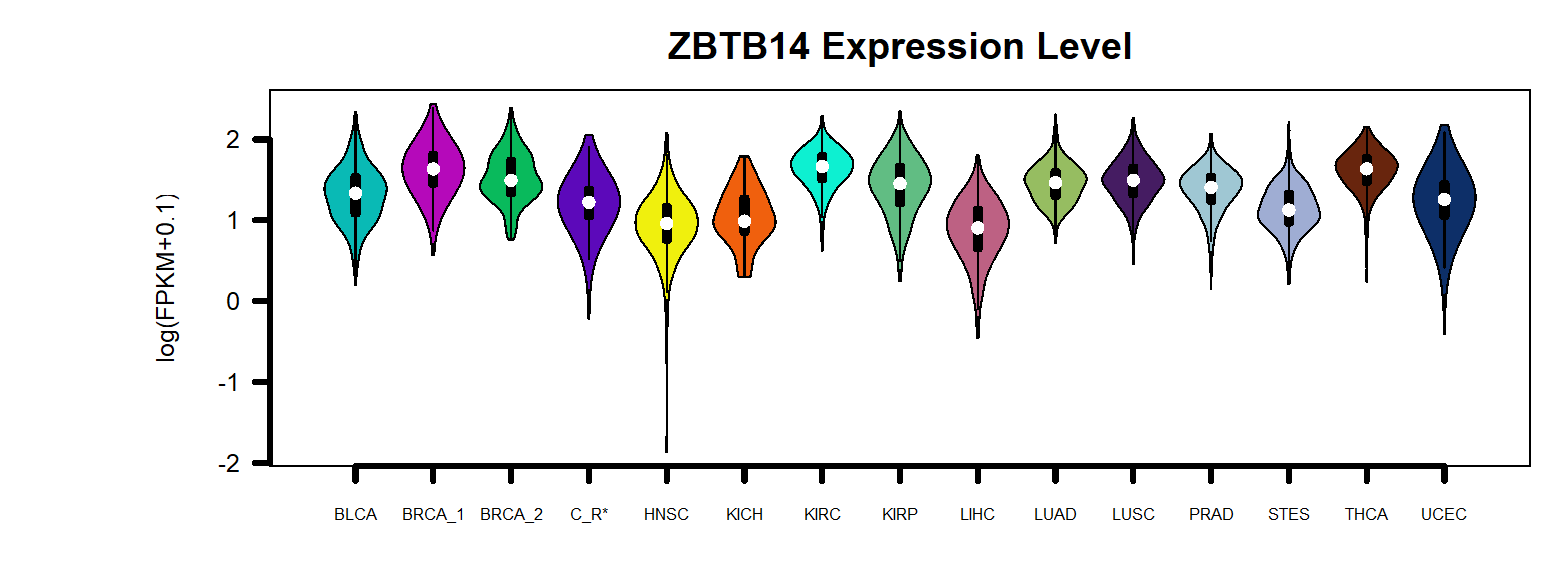 ZBTB14 Expression Level
log(FPKM+0.1)
2
1
0
-1
-2
BLCA BRCA_1 BRCA_2 C_R* HNSC KICH KIRC KIRP LIHC LUAD LUSC PRAD STES THCA UCEC